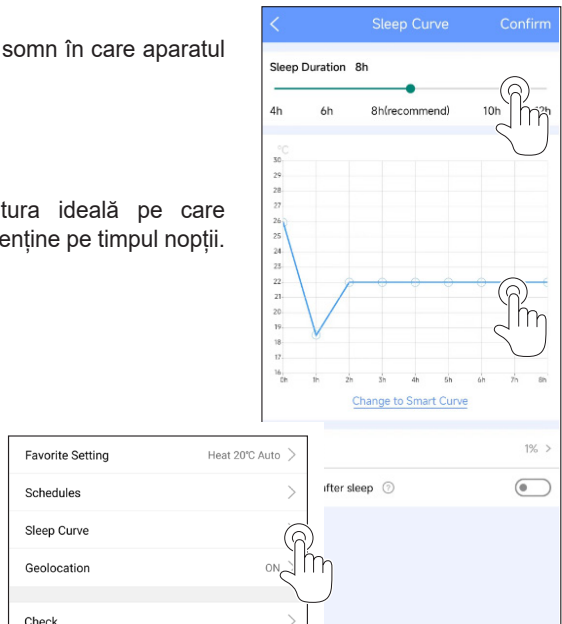 somn în care aparatul
tura ideală pe care
enține pe timpul nopții.
Sleep Curve Confirm
Sleep Duration 8h
4h 6h 8h(recommend) 10h 12h
°C
30
29
28
27
26
25
24
23
22
21
20
19
18
17
16
0h 1h 2h 3h 4h 5h 6h 7h 8h
Change to Smart Curve
1% >
fter sleep ?
Favorite Setting Heat 20°C Auto >
Schedules >
Sleep Curve
Geolocation ON >
Check >